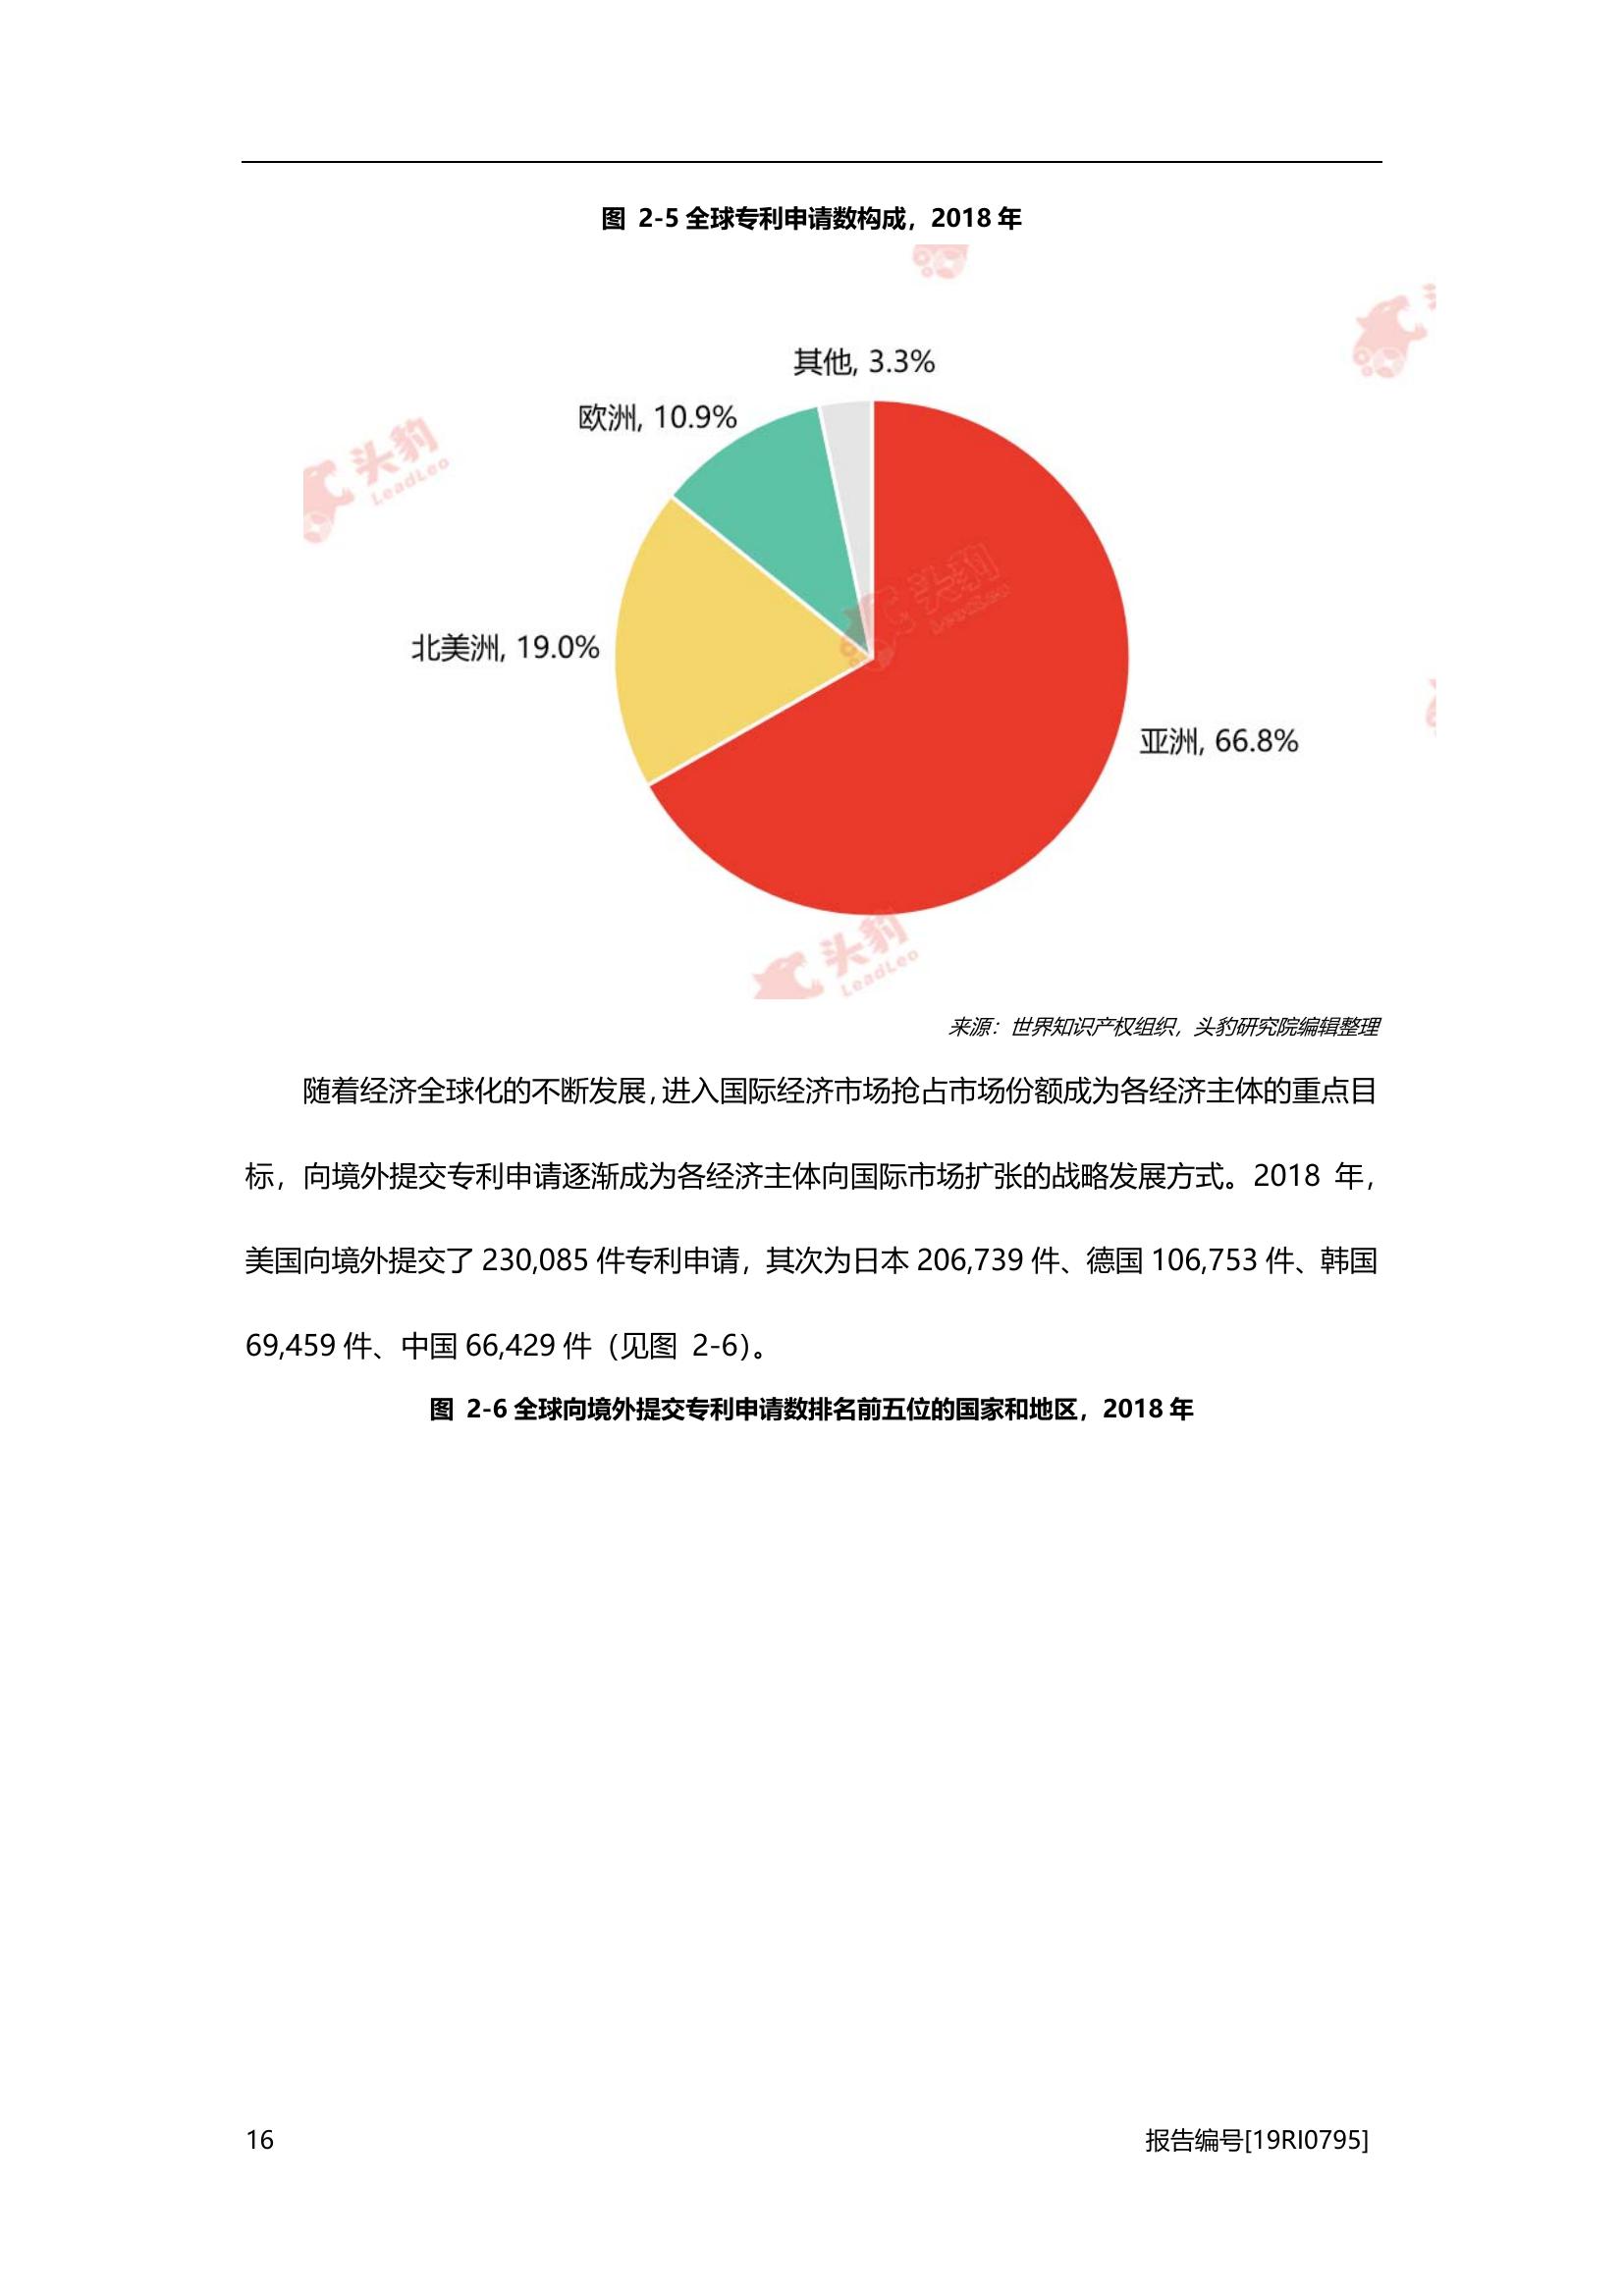 图 2-5 全球专利申请数构成，2018 年
其他, 3.3%
欧洲, 10.9%
头豹
LeadLeo
头豹
LeadLeo
北美洲, 19.0%
亚洲, 66.8%
头豹
LeadLeo
来源：世界知识产权组织，头豹研究院编辑整理
随着经济全球化的不断发展，进入国际经济市场抢占市场份额成为各经济主体的重点目
标，向境外提交专利申请逐渐成为各经济主体向国际市场扩张的战略发展方式。2018 年，
美国向境外提交了 230,085 件专利申请，其次为日本 206,739 件、德国 106,753 件、韩国
69,459 件、中国 66,429 件（见图 2-6）。
图 2-6 全球向境外提交专利申请数排名前五位的国家和地区，2018 年
16
报告编号[19RI0795]